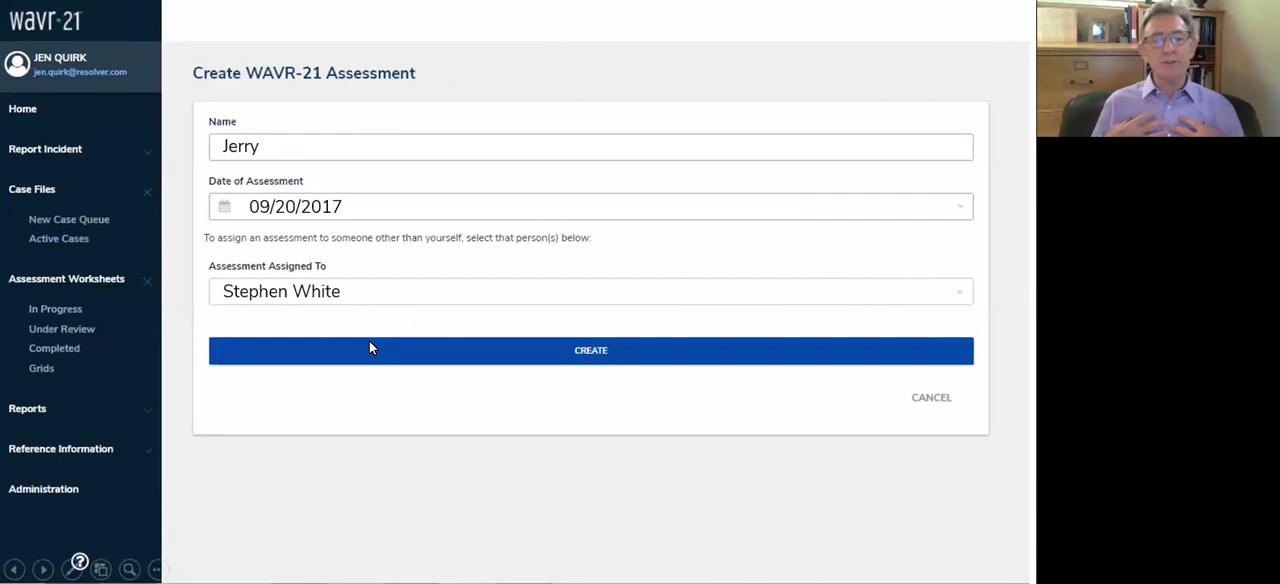 wavr·21
JEN QUIRK
jen.quirk@resolver.com
Home
Report Incident
Case Files
New Case Queue
Active Cases
Assessment Worksheets
In Progress
Under Review
Completed
Grids
Reports
Reference Information
Administration
?
Create WAVR-21 Assessment
Name
Jerry
Date of Assessment
09/20/2017
To assign an assessment to someone other than yourself, select that person(s) below:
Assessment Assigned To
Stephen White
CREATE
CANCEL